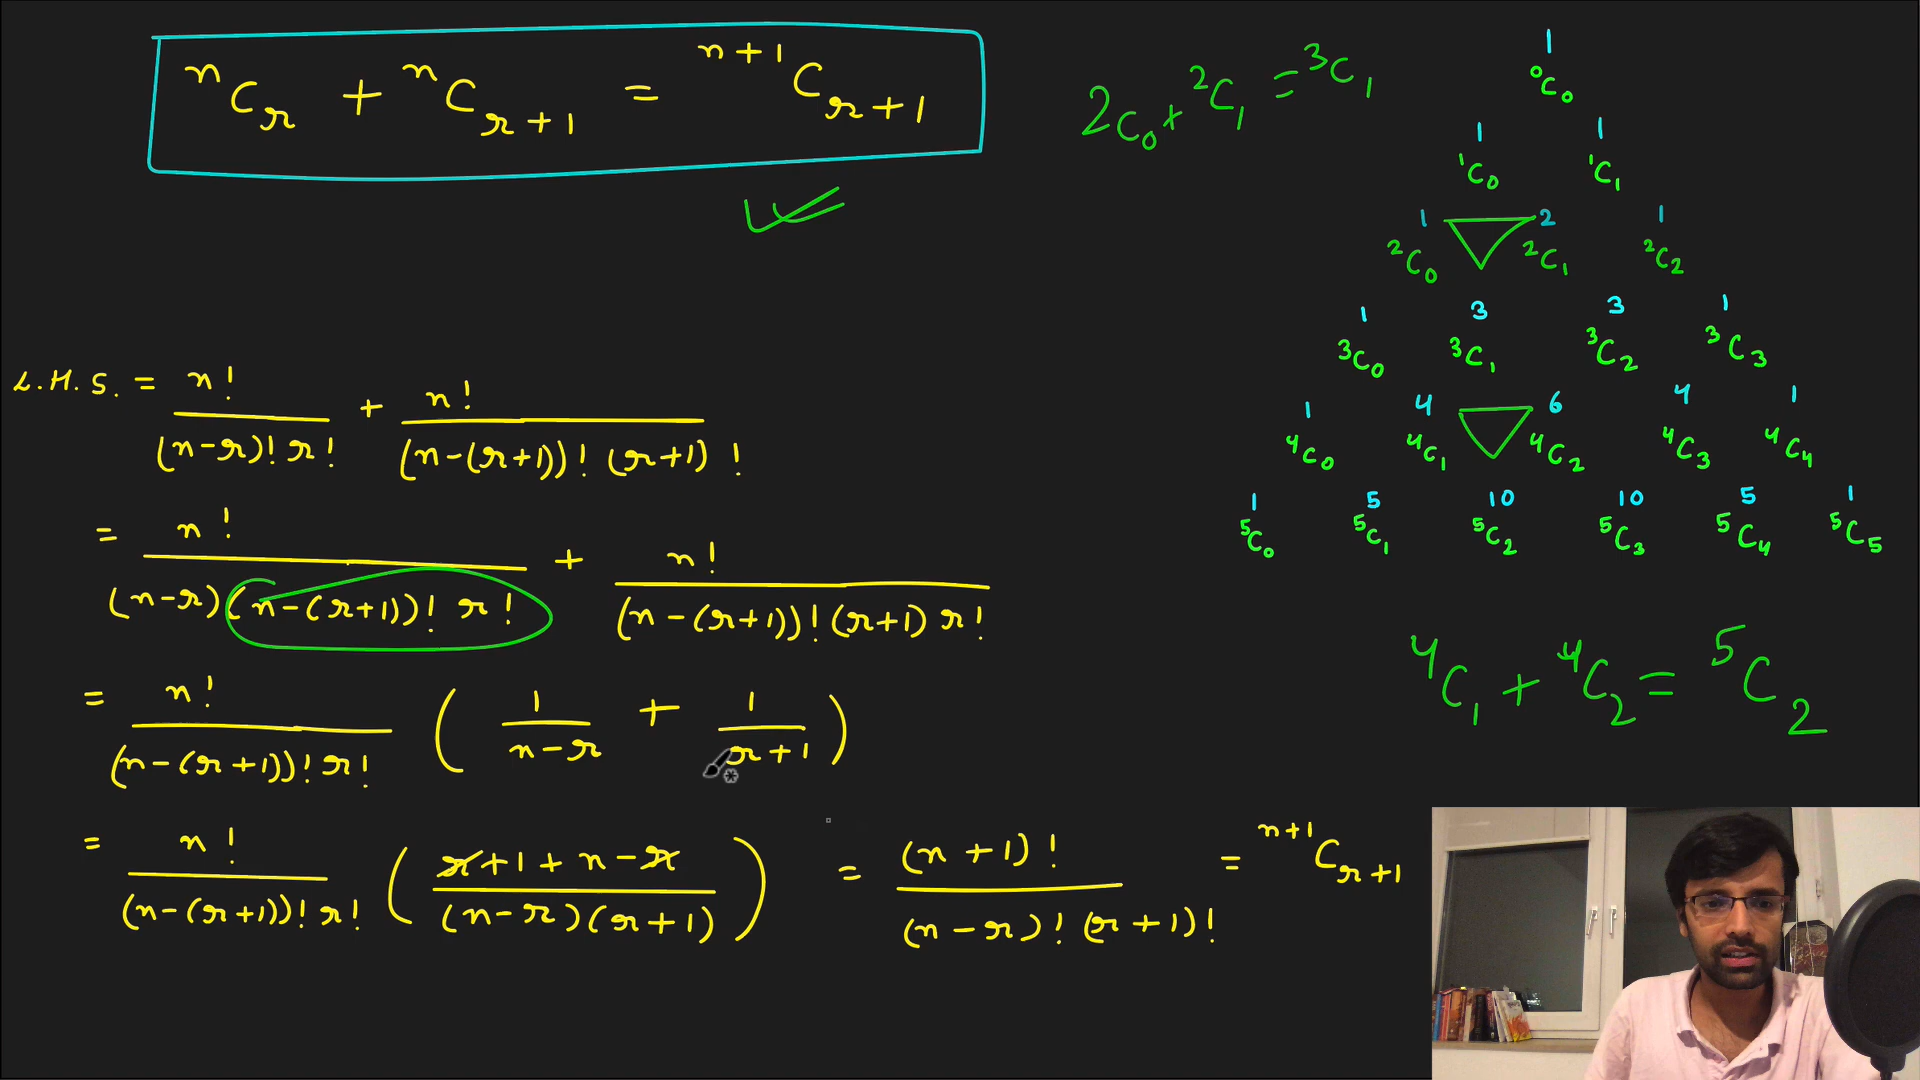 ⁿCᵣ + ⁿCᵣ₊₁ = ⁿ⁺¹Cᵣ₊₁
2C₀ + ²C₁ = ³C₁
L.H.S. = n!/((n-r)! r!) + n!/((n-(r+1))! (r+1)!)
= n!/((n-r)(n-(r+1))! r!) + n!/((n-(r+1))! (r+1) r!)
= n!/((n-(r+1))! r!) (1/(n-r) + 1/(r+1))
= n!/((n-(r+1))! r!) ((r+1+n-r)/((n-r)(r+1))) = (n+1)!/((n-r)! (r+1)!) = ⁿ⁺¹Cᵣ₊₁
1
⁰C₀
1 1
¹C₀ ¹C₁
1 2 1
²C₀ ²C₁ ²C₂
1 3 3 1
³C₀ ³C₁ ³C₂ ³C₃
1 4 6 4 1
⁴C₀ ⁴C₁ ⁴C₂ ⁴C₃ ⁴C₄
1 5 10 10 5 1
⁵C₀ ⁵C₁ ⁵C₂ ⁵C₃ ⁵C₄ ⁵C₅
⁴C₁ + ⁴C₂ = ⁵C₂